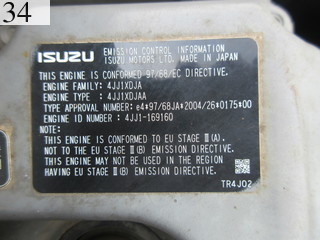 34
ISUZU EMISSION CONTROL INFORMATION
ISUZU MOTORS LTD. MADE IN JAPAN
THIS ENGINE IS CONFORMED 97/68/EC DIRECTIVE.
ENGINE FAMILY: 4JJ1XDJA
ENGINE TYPE : 4JJ1XDJAA
TYPE APPROVAL NUMBER : e4*97/68JA*2004/26*0175*00
ENGINE ID NUMBER : 4JJ1-169160
NOTE:
THIS ENGINE IS CONFORMED TO EU STAGE Ⅲ(A),
NOT TO THE EU STAGE Ⅲ(B) EMISSION DIRECTIVE.
THIS ENGINE MAY NOT BE USED IN THE REGION
HAVING EU STAGE Ⅲ(B) EMISSION DIRECTIVE.
TR4J02